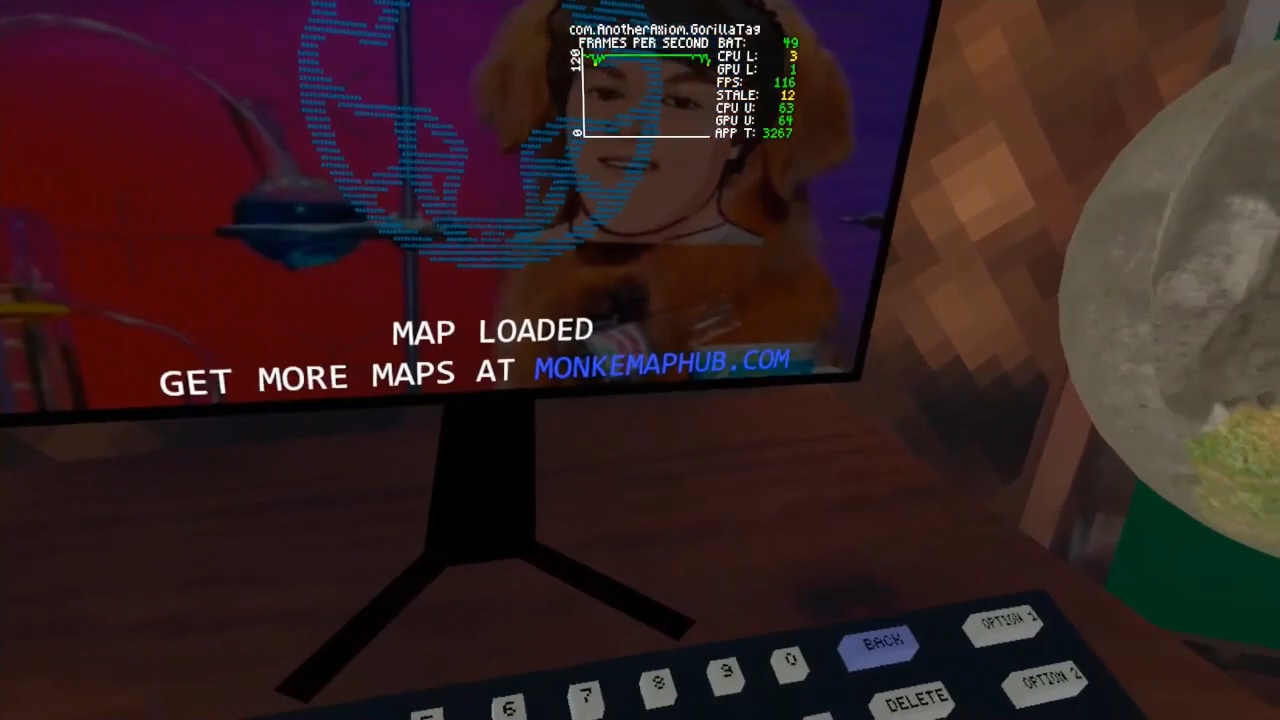 com.AnotherAxiom.GorillaTag
FRAMES PER SECOND
120
0
BAT: 49
CPU L: 3
GPU L: 1
FPS: 116
STALE: 12
CPU U: 63
GPU U: 64
APP T: 3267
MAP LOADED
GET MORE MAPS AT MONKEMAPHUB.COM
6 7 8 9 0 BACK OPTION 1
DELETE OPTION 2